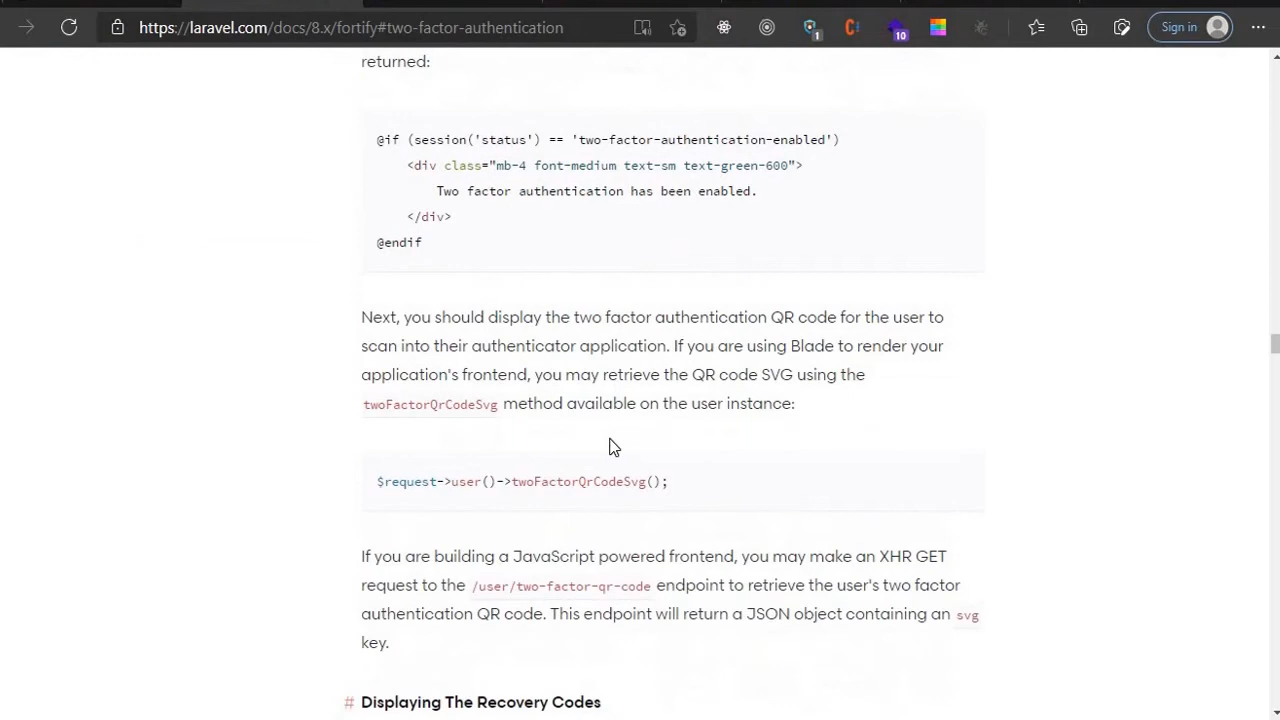 https://laravel.com/docs/8.x/fortify#two-factor-authentication
1
10
Sign in
returned:
@if (session('status') == 'two-factor-authentication-enabled')
<div class="mb-4 font-medium text-sm text-green-600">
Two factor authentication has been enabled.
</div>
@endif
Next, you should display the two factor authentication QR code for the user to
scan into their authenticator application. If you are using Blade to render your
application's frontend, you may retrieve the QR code SVG using the
twoFactorQrCodeSvg method available on the user instance:
$request->user()->twoFactorQrCodeSvg();
If you are building a JavaScript powered frontend, you may make an XHR GET
request to the /user/two-factor-qr-code endpoint to retrieve the user's two factor
authentication QR code. This endpoint will return a JSON object containing an svg
key.
# Displaying The Recovery Codes